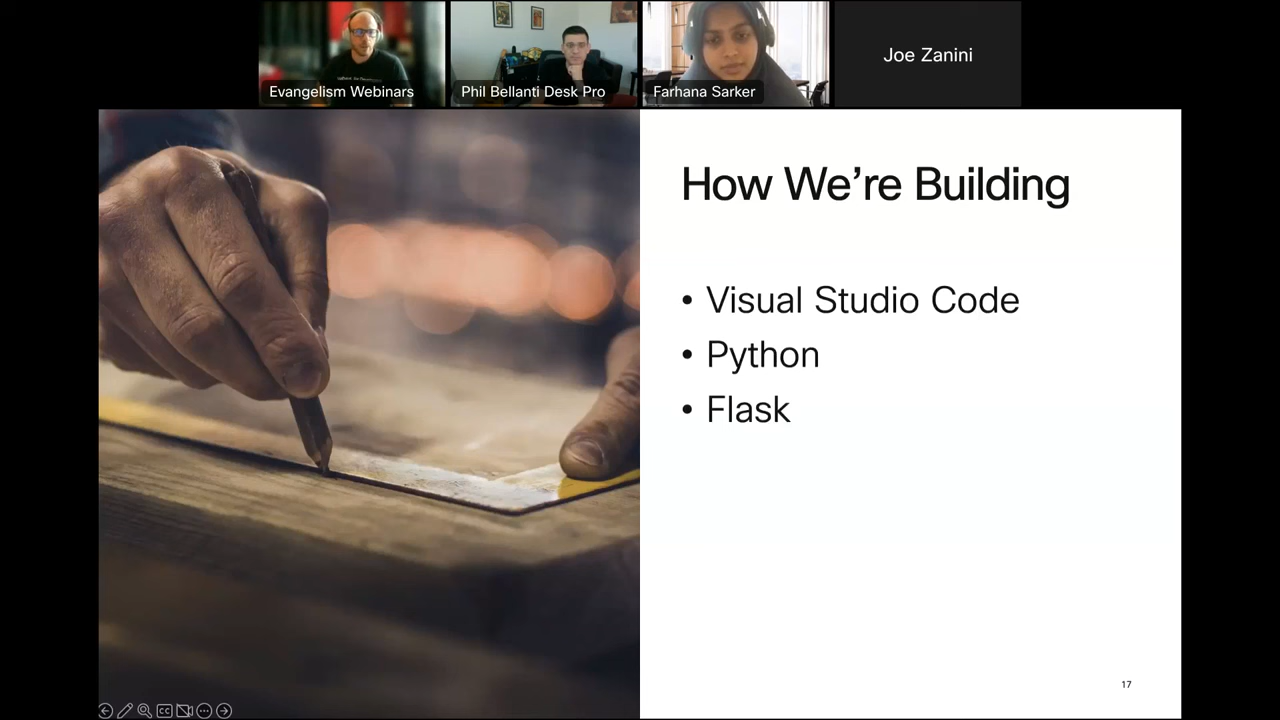 Evangelism Webinars
Phil Bellanti Desk Pro
Farhana Sarker
Joe Zanini
How We're Building
• Visual Studio Code
• Python
• Flask
17
CC